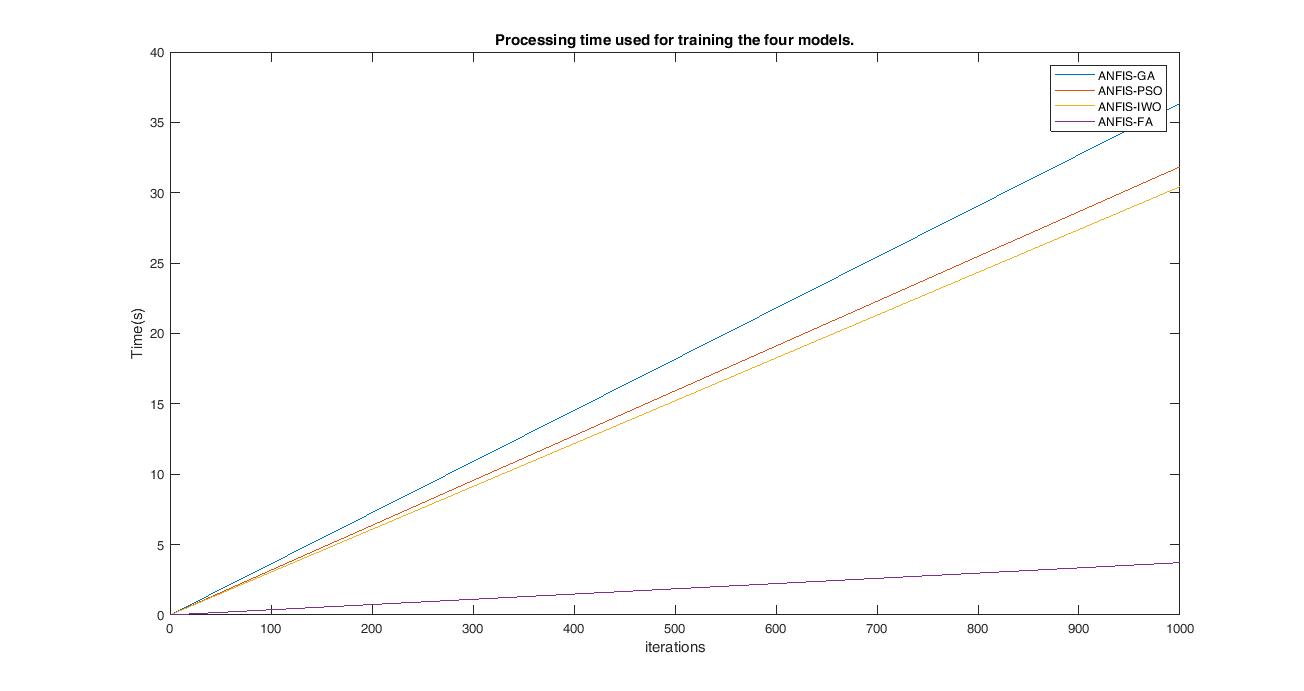 Processing time used for training the four models.
40
35
30
25
20
15
10
5
0
Time(s)
ANFIS-GA
ANFIS-PSO
ANFIS-IWO
ANFIS-FA
0 100 200 300 400 500 600 700 800 900 1000
iterations